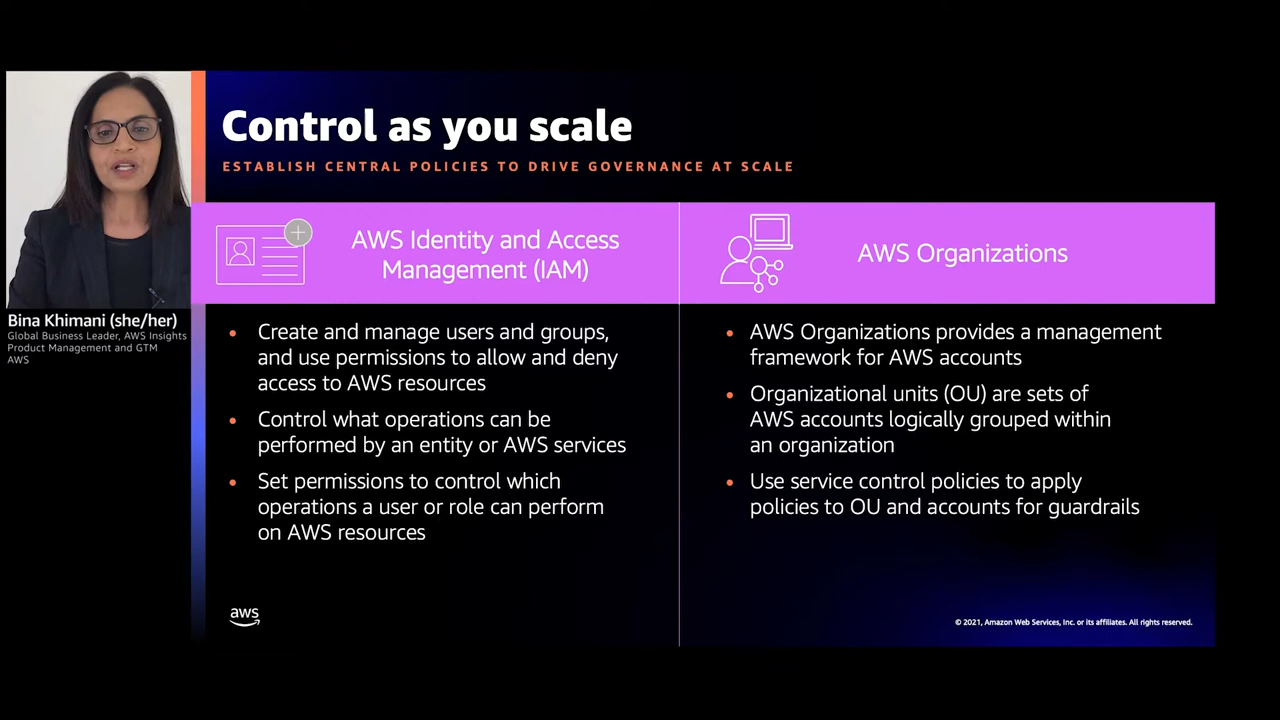 Control as you scale
ESTABLISH CENTRAL POLICIES TO DRIVE GOVERNANCE AT SCALE
AWS Identity and Access
Management (IAM)
Create and manage users and groups,
and use permissions to allow and deny
access to AWS resources
Control what operations can be
performed by an entity or AWS services
Set permissions to control which
operations a user or role can perform
on AWS resources
AWS Organizations
AWS Organizations provides a management
framework for AWS accounts
Organizational units (OU) are sets of
AWS accounts logically grouped within
an organization
Use service control policies to apply
policies to OU and accounts for guardrails
Bina Khimani (she/her)
Global Business Leader, AWS Insights
Product Management and GTM
AWS
aws
© 2021, Amazon Web Services, Inc. or its affiliates. All rights reserved.